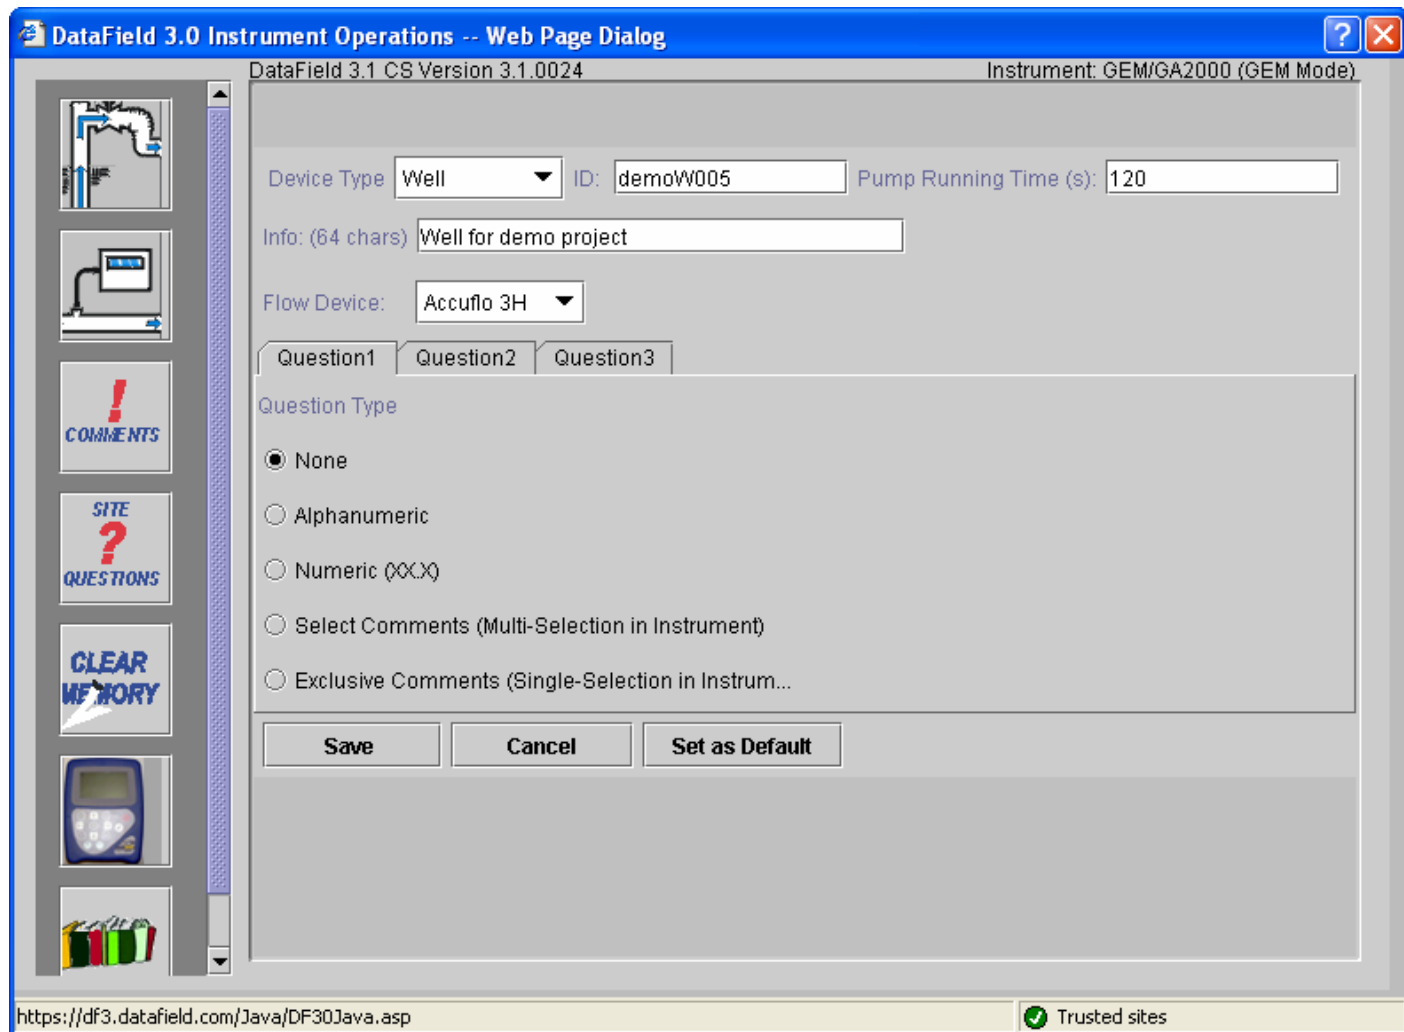 DataField 3.0 Instrument Operations -- Web Page Dialog
DataField 3.1 CS Version 3.1.0024 Instrument: GEM/GA2000 (GEM Mode)
Device Type Well ID: demoW005 Pump Running Time (s): 120
Info: (64 chars) Well for demo project
Flow Device: Accuflo 3H
Question1 Question2 Question3
Question Type
None
Alphanumeric
Numeric (XX.X)
Select Comments (Multi-Selection in Instrument)
Exclusive Comments (Single-Selection in Instrum...
Save Cancel Set as Default
!
COMMENTS
SITE
?
QUESTIONS
CLEAR
MEMORY
https://df3.datafield.com/Java/DF30Java.asp Trusted sites